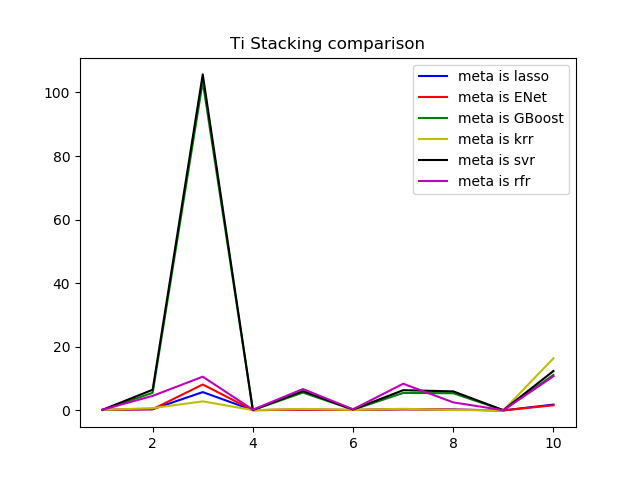 Ti Stacking comparison
meta is lasso
meta is ENet
meta is GBoost
meta is krr
meta is svr
meta is rfr
100
80
60
40
20
0
2
4
6
8
10